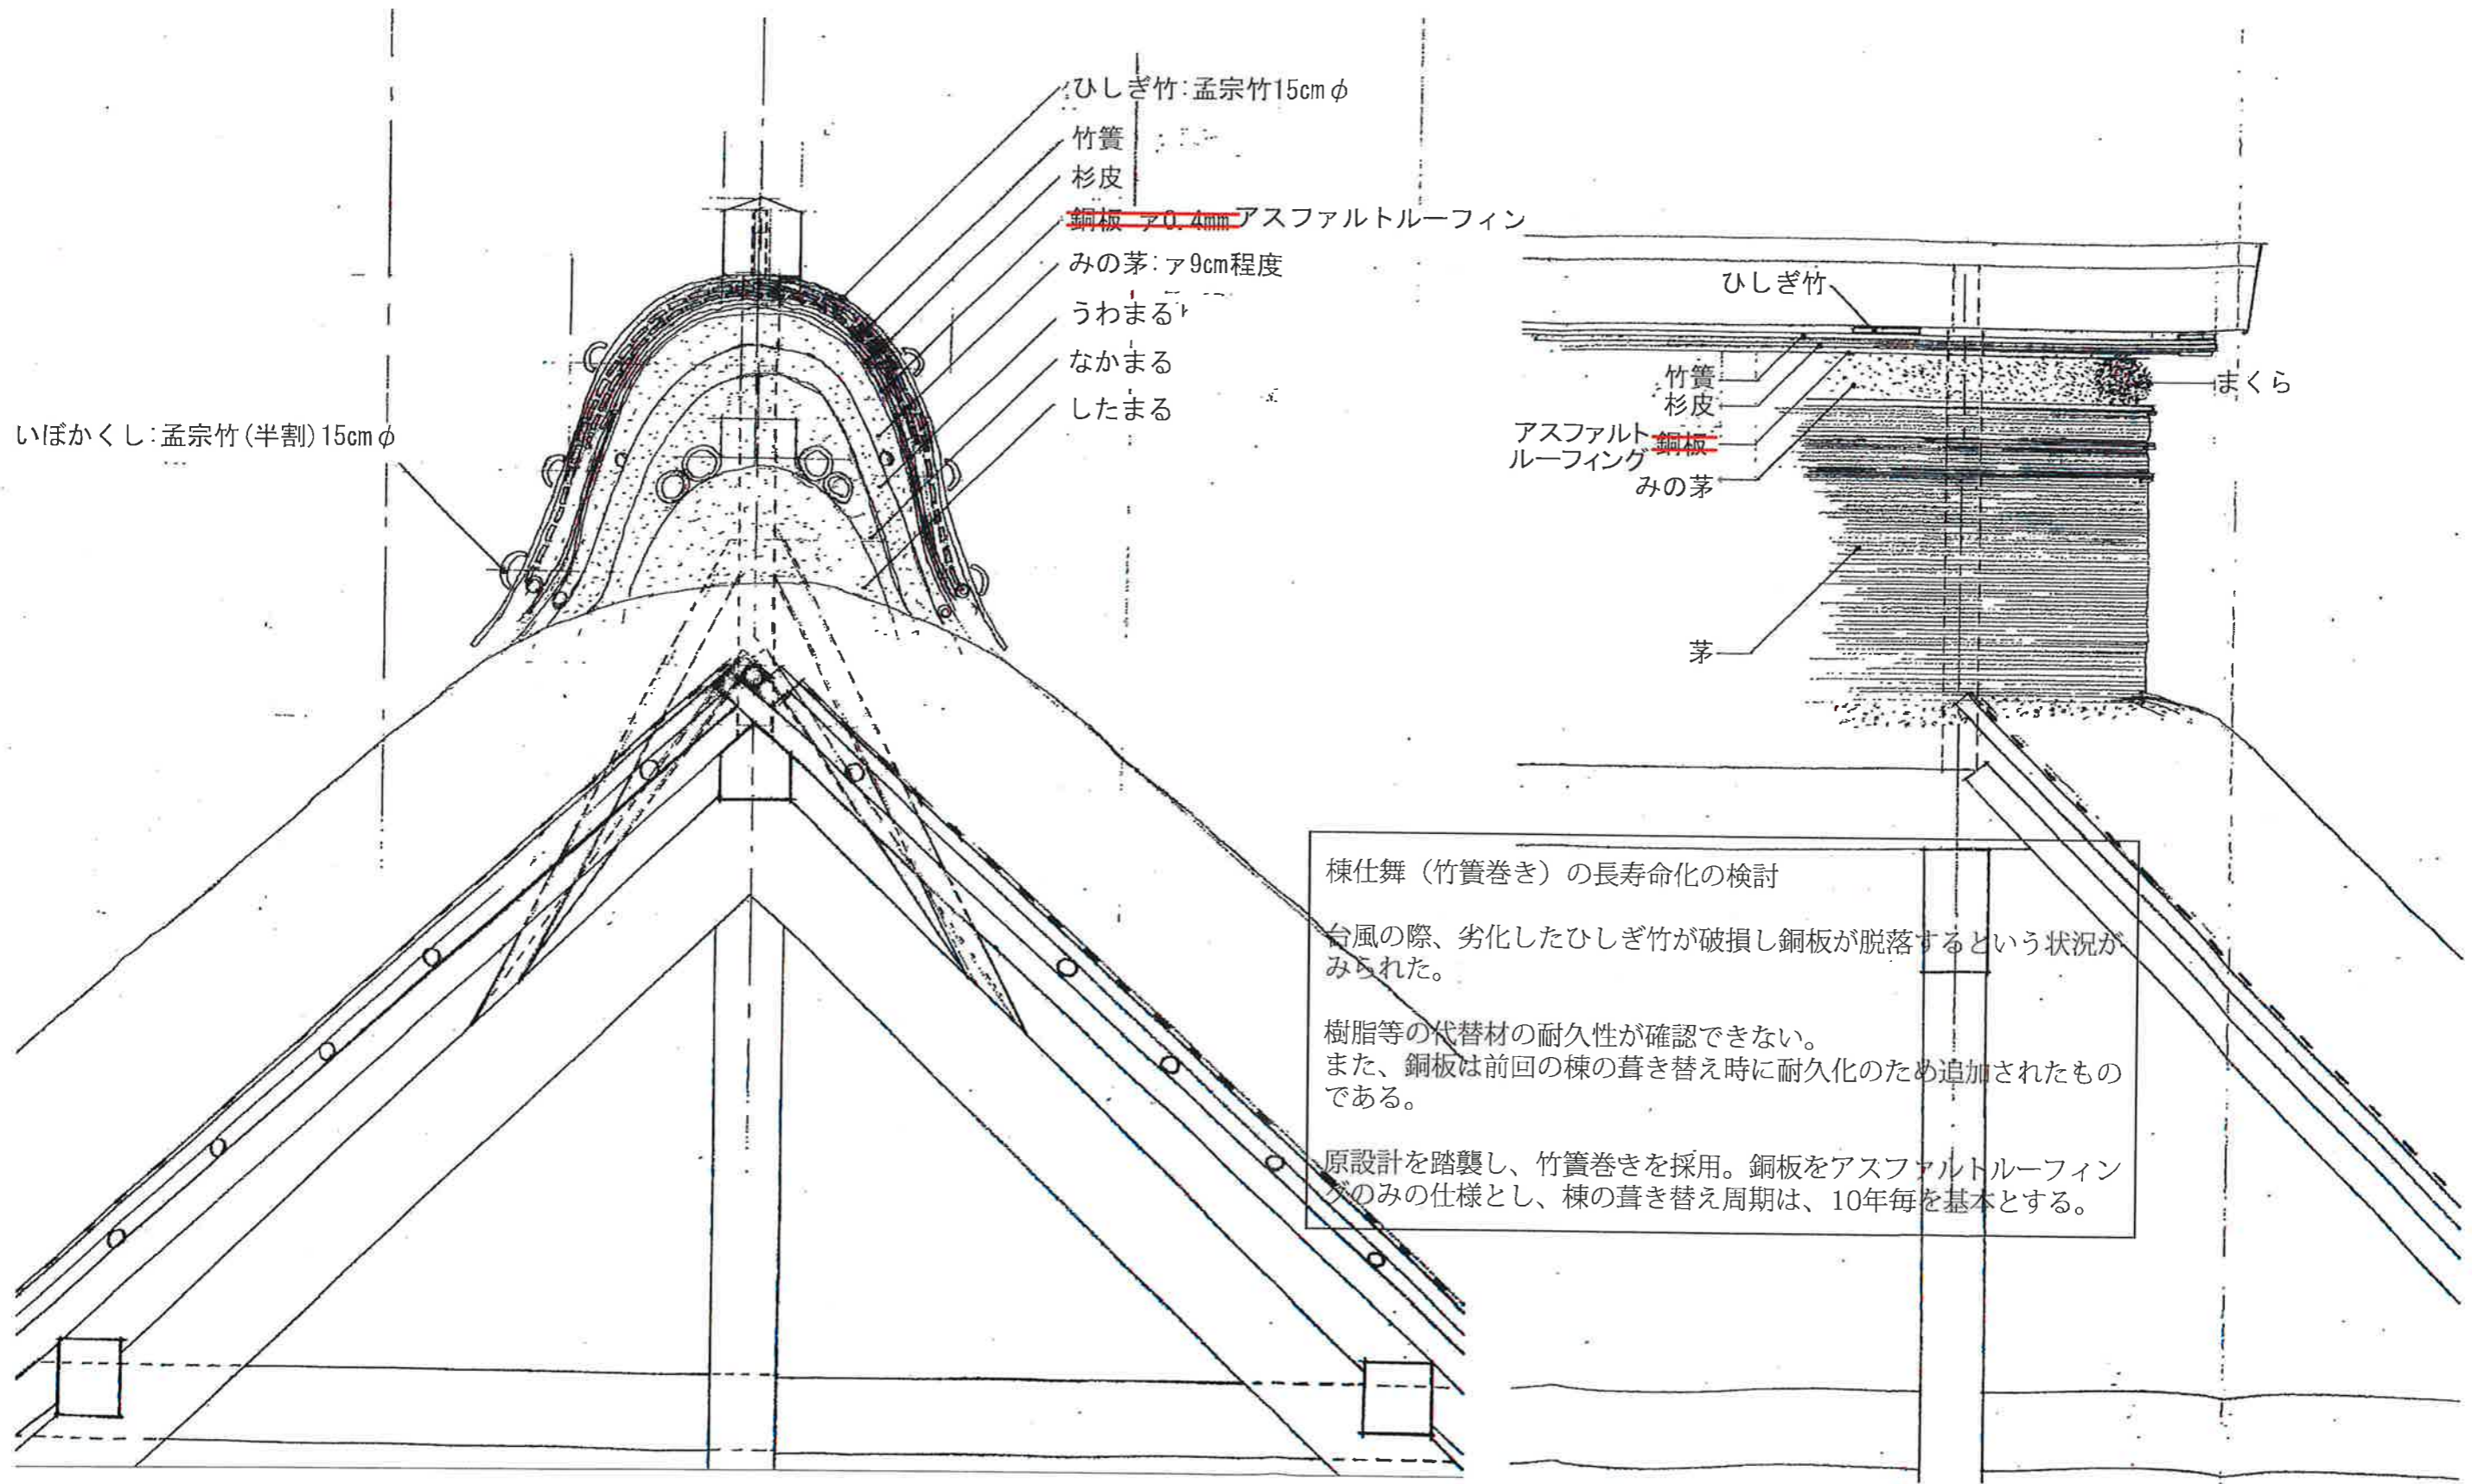 ひしぎ竹:孟宗竹15cmφ
竹簀
杉皮
銅板 ァ0.4mmアスファルトルーフィン
みの茅:ァ9cm程度
うわまる
なかまる
したまる
いぼかくし:孟宗竹(半割)15cmφ
ひしぎ竹
竹簀
杉皮
アスファルト
ルーフィング
銅板
みの茅
まくら
茅
棟仕舞（竹簀巻き）の長寿命化の検討
台風の際、劣化したひしぎ竹が破損し銅板が脱落するという状況が
みられた。
樹脂等の代替材の耐久性が確認できない。
また、銅板は前回の棟の葺き替え時に耐久化のため追加されたもの
である。
原設計を踏襲し、竹簀巻きを採用。銅板をアスファルトルーフィン
グのみの仕様とし、棟の葺き替え周期は、10年毎を基本とする。